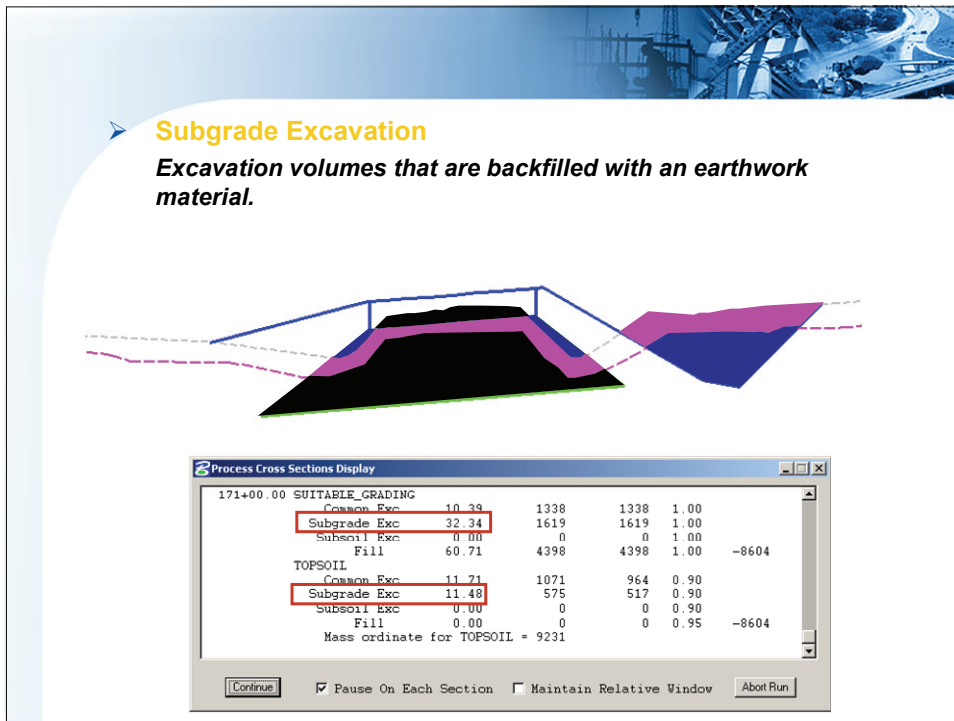 Subgrade Excavation
Excavation volumes that are backfilled with an earthwork
material.
Process Cross Sections Display
171+00.00 SUITABLE_GRADING
Common Exc 10.39 1338 1338 1.00
Subgrade Exc 32.34 1619 1619 1.00
Subsoil Exc 0.00 0 0 1.00
Fill 60.71 4398 4398 1.00 -8604
TOPSOIL
Common Exc 11.71 1071 964 0.90
Subgrade Exc 11.48 575 517 0.90
Subsoil Exc 0.00 0 0 0.90
Fill 0.00 0 0 0.95 -8604
Mass ordinate for TOPSOIL = 9231
Continue Pause On Each Section Maintain Relative Window Abort Run